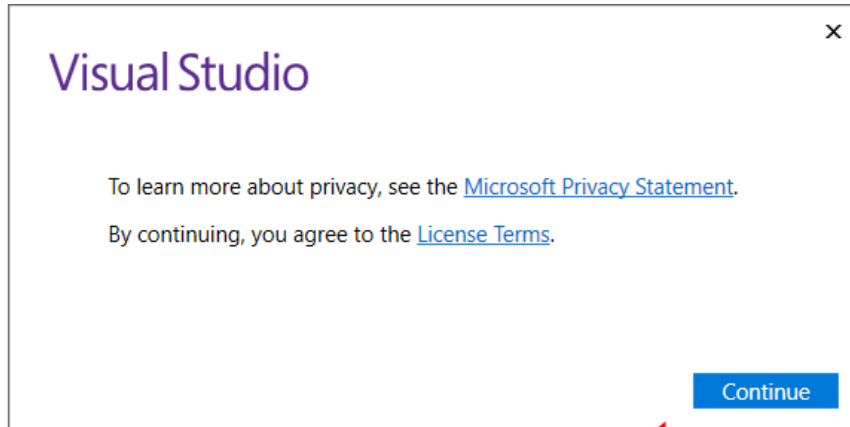 Visual Studio
To learn more about privacy, see the Microsoft Privacy Statement.
By continuing, you agree to the License Terms.
Continue